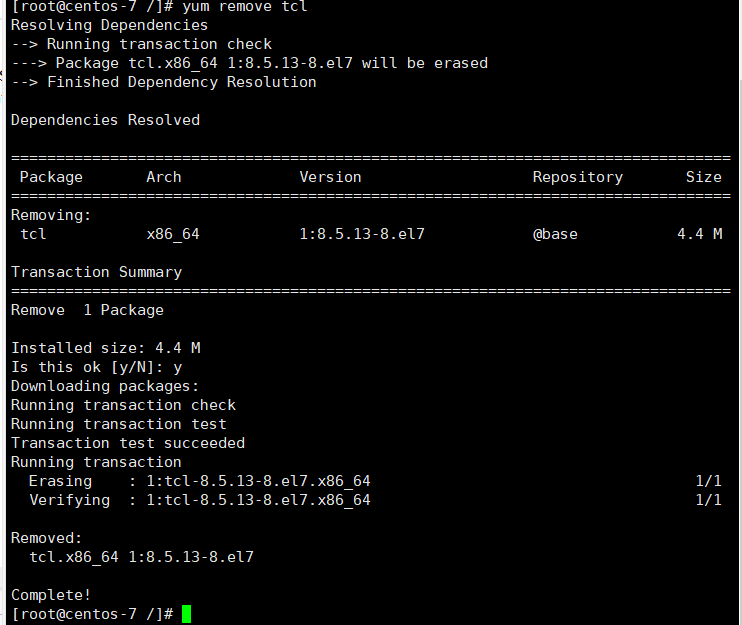 [root@centos-7 /]# yum remove tcl
Resolving Dependencies
--> Running transaction check
---> Package tcl.x86_64 1:8.5.13-8.el7 will be erased
--> Finished Dependency Resolution
Dependencies Resolved
================================================================================
Package Arch Version Repository Size
================================================================================
Removing:
tcl x86_64 1:8.5.13-8.el7 @base 4.4 M
Transaction Summary
================================================================================
Remove  1 Package
Installed size: 4.4 M
Is this ok [y/N]: y
Downloading packages:
Running transaction check
Running transaction test
Transaction test succeeded
Running transaction
Erasing    : 1:tcl-8.5.13-8.el7.x86_64 1/1
Verifying  : 1:tcl-8.5.13-8.el7.x86_64 1/1
Removed:
tcl.x86_64 1:8.5.13-8.el7
Complete!
[root@centos-7 /]#